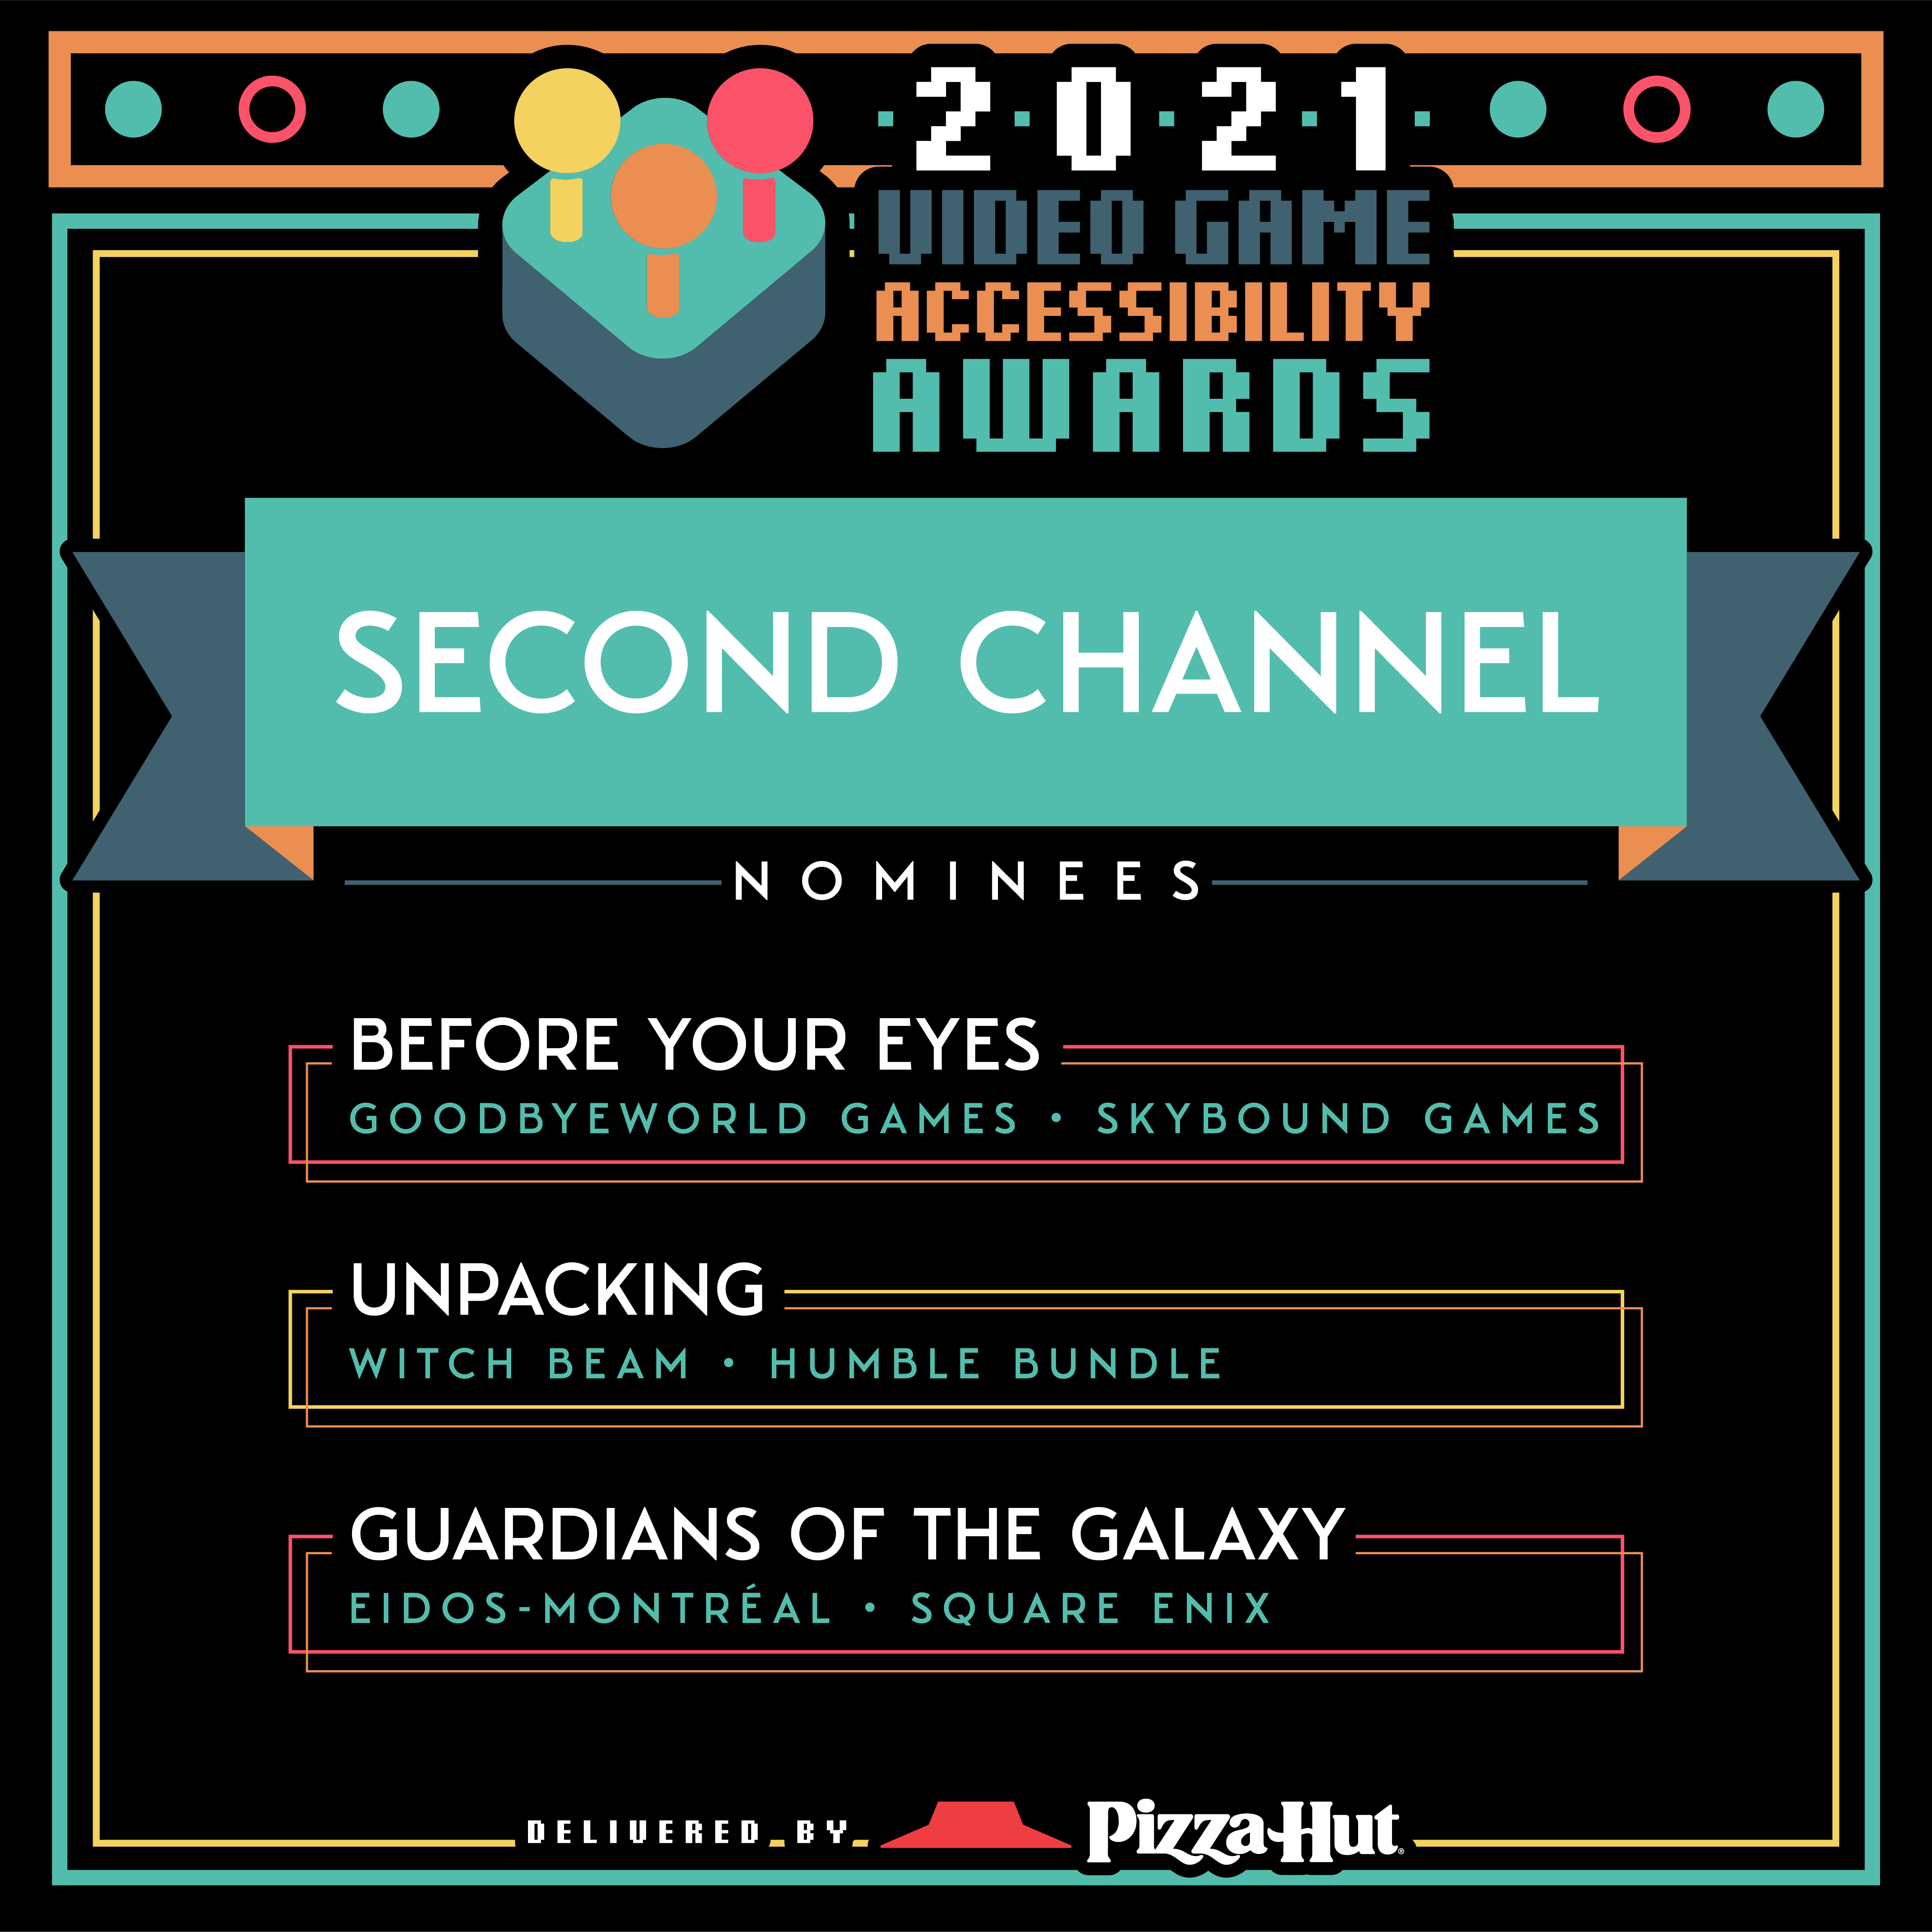 2·0·2·1
VIDEO GAME
ACCESSIBILITY
AWARDS
SECOND CHANNEL
NOMINEES
BEFORE YOUR EYES
GOODBYEWORLD GAMES • SKYBOUND GAMES
UNPACKING
WITCH BEAM • HUMBLE BUNDLE
GUARDIANS OF THE GALAXY
EIDOS-MONTRÉAL • SQUARE ENIX
DELIVERED BY Pizza Hut®